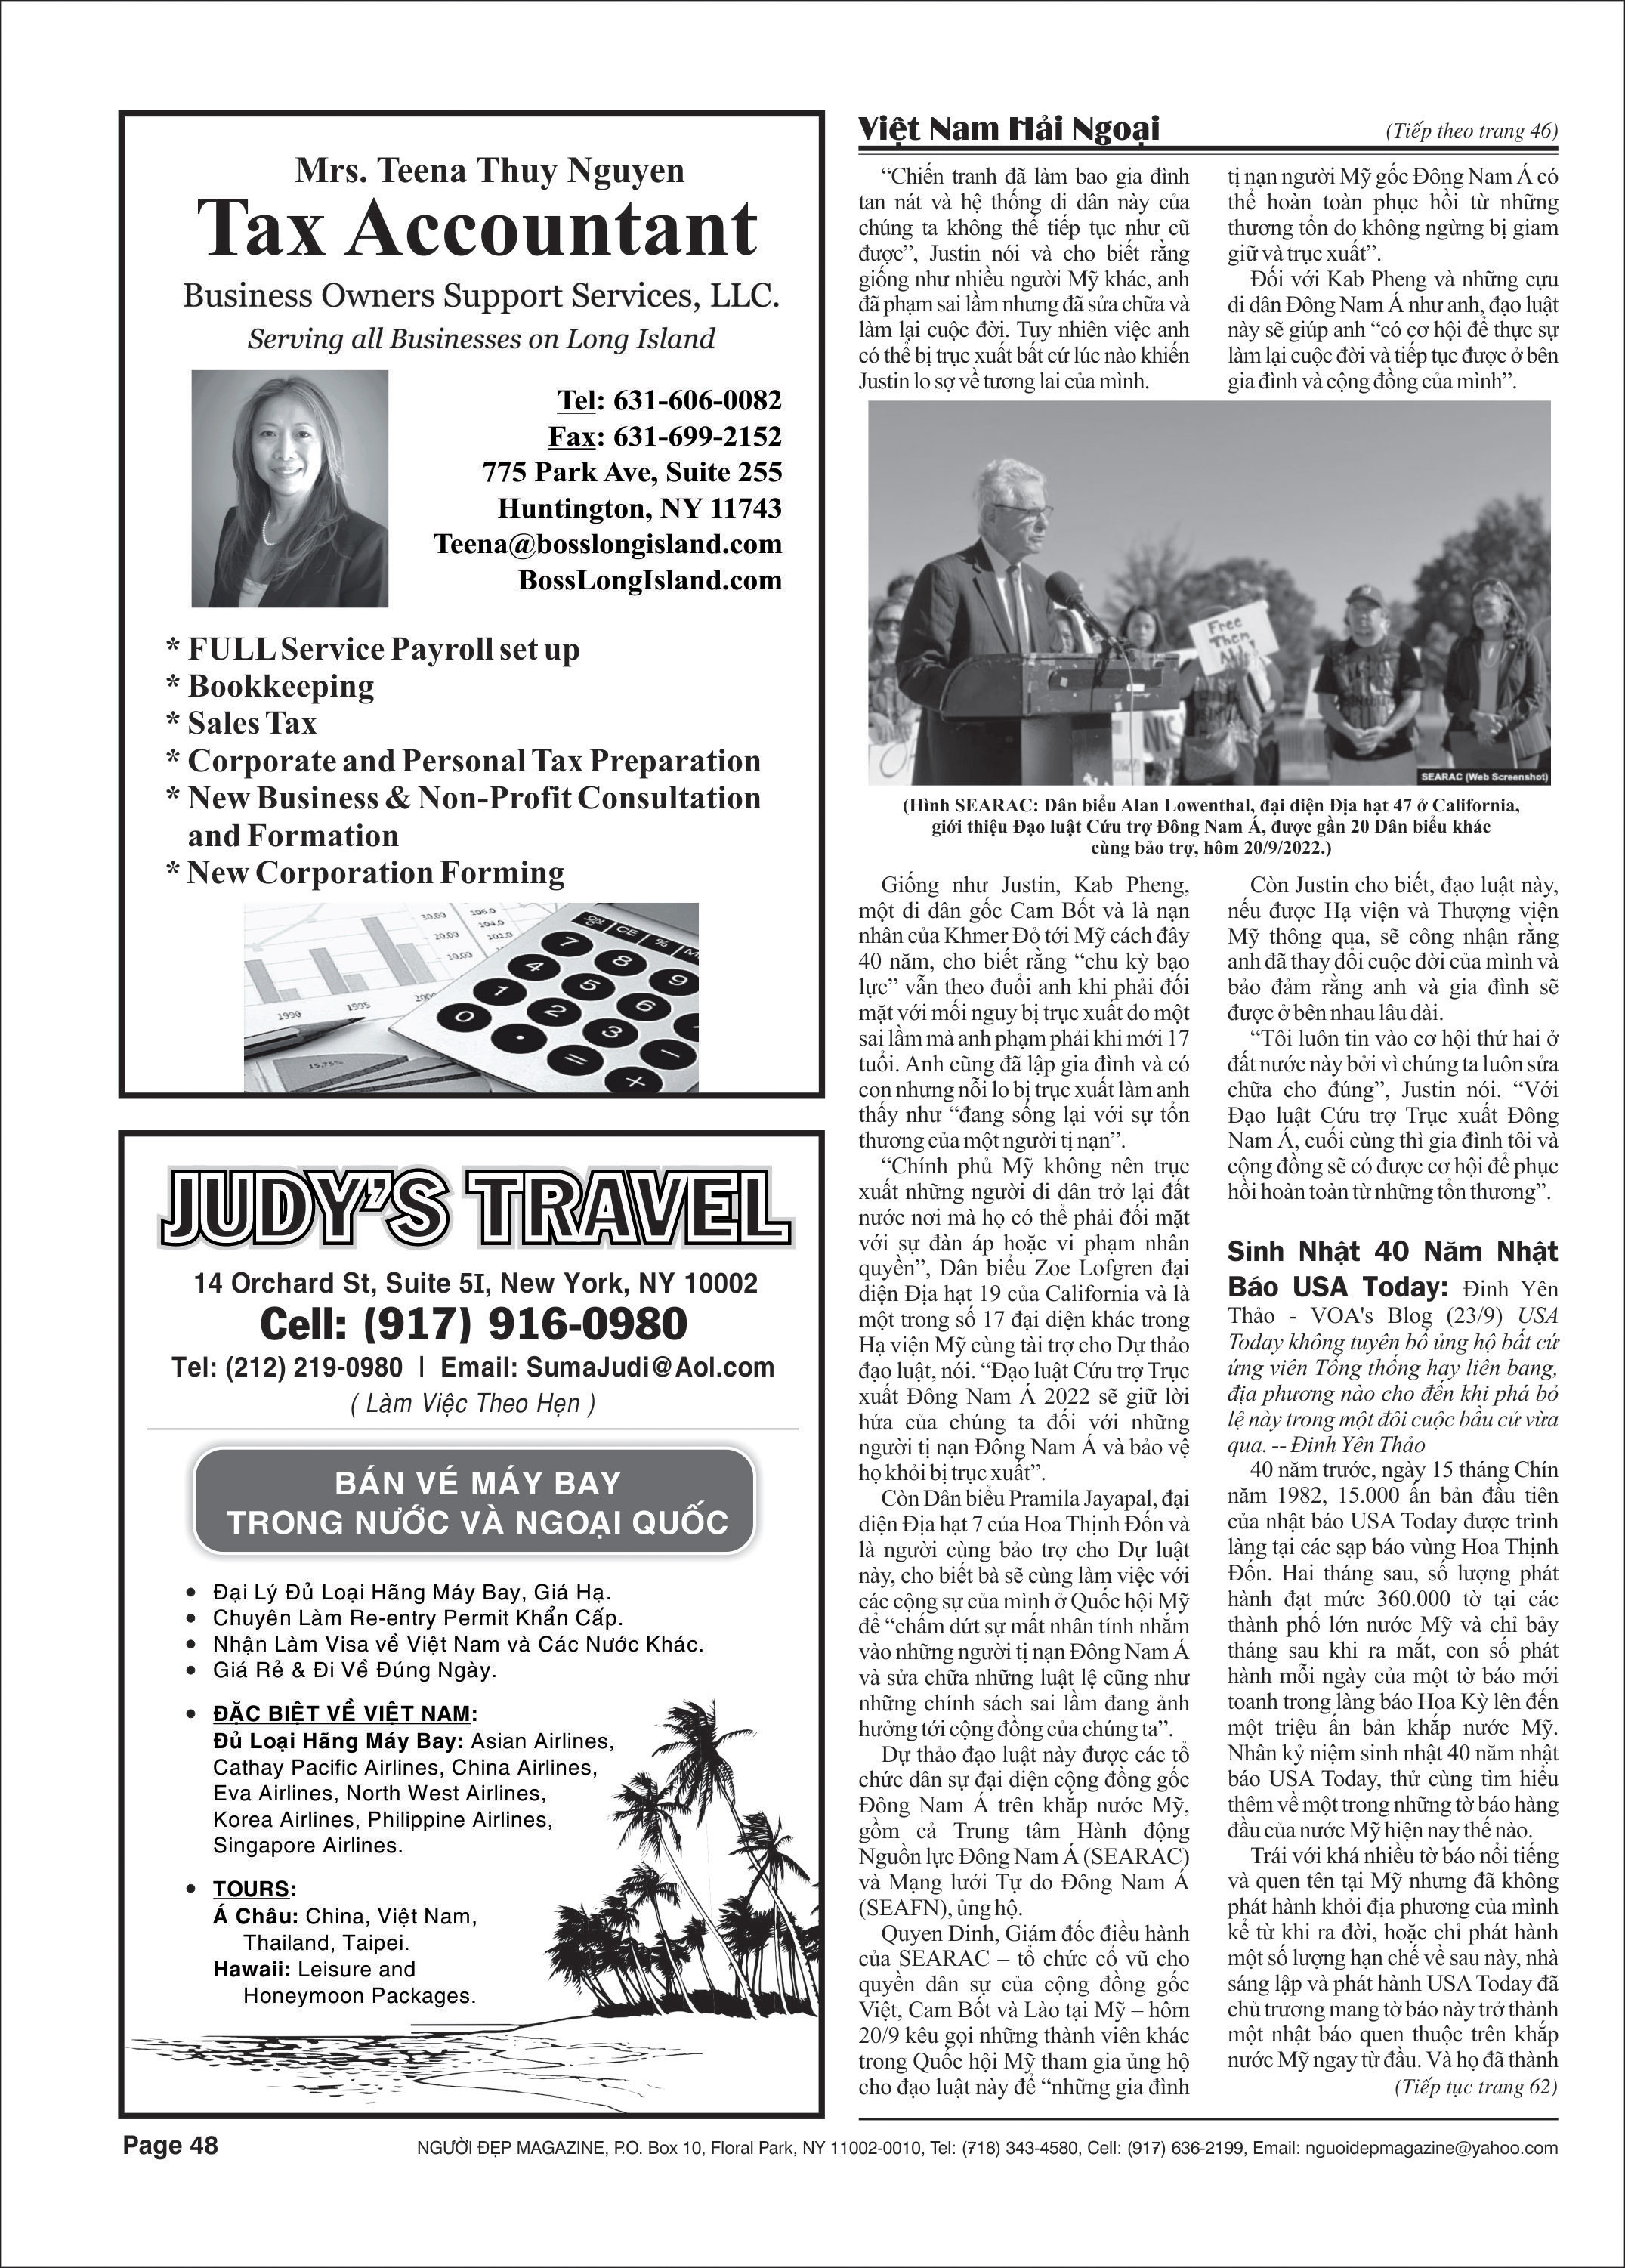 Mrs. Teena Thuy Nguyen
Tax Accountant
Business Owners Support Services, LLC.
Serving all Businesses on Long Island
Tel: 631-606-0082
Fax: 631-699-2152
775 Park Ave, Suite 255
Huntington, NY 11743
Teena@bosslongisland.com
BossLongIsland.com
* FULL Service Payroll set up
* Bookkeeping
* Sales Tax
* Corporate and Personal Tax Preparation
* New Business & Non-Profit Consultation
and Formation
* New Corporation Forming
JUDY'S TRAVEL
14 Orchard St, Suite 5I, New York, NY 10002
Cell: (917) 916-0980
Tel: (212) 219-0980 | Email: SumaJudi@Aol.com
( Làm Việc Theo Hẹn )
BÁN VÉ MÁY BAY
TRONG NƯỚC VÀ NGOẠI QUỐC
• Đại Lý Đủ Loại Hãng Máy Bay, Giá Hạ.
• Chuyên Làm Re-entry Permit Khẩn Cấp.
• Nhận Làm Visa về Việt Nam và Các Nước Khác.
• Giá Rẻ & Đi Về Đúng Ngày.
• ĐẶC BIỆT VỀ VIỆT NAM:
Đủ Loại Hãng Máy Bay: Asian Airlines,
Cathay Pacific Airlines, China Airlines,
Eva Airlines, North West Airlines,
Korea Airlines, Philippine Airlines,
Singapore Airlines.
• TOURS:
Á Châu: China, Việt Nam,
Thailand, Taipei.
Hawaii: Leisure and
Honeymoon Packages.
Việt Nam Hải Ngoại
(Tiếp theo trang 46)
“Chiến tranh đã làm bao gia đình
tan nát và hệ thống di dân này của
chúng ta không thể tiếp tục như cũ
được”, Justin nói và cho biết rằng
giống như nhiều người Mỹ khác, anh
đã phạm sai lầm nhưng đã sửa chữa và
làm lại cuộc đời. Tuy nhiên việc anh
có thể bị trục xuất bất cứ lúc nào khiến
Justin lo sợ về tương lai của mình.
tị nạn người Mỹ gốc Đông Nam Á có
thể hoàn toàn phục hồi từ những
thương tổn do không ngừng bị giam
giữ và trục xuất”.
Đối với Kab Pheng và những cựu
di dân Đông Nam Á như anh, đạo luật
này sẽ giúp anh “có cơ hội để thực sự
làm lại cuộc đời và tiếp tục được ở bên
gia đình và cộng đồng của mình”.
Free
Them
All
SEARAC (Web Screenshot)
(Hình SEARAC: Dân biểu Alan Lowenthal, đại diện Địa hạt 47 ở California,
giới thiệu Đạo luật Cứu trợ Đông Nam Á, được gần 20 Dân biểu khác
cùng bảo trợ, hôm 20/9/2022.)
Giống như Justin, Kab Pheng,
một di dân gốc Cam Bốt và là nạn
nhân của Khmer Đỏ tới Mỹ cách đây
40 năm, cho biết rằng “chu kỳ bạo
lực” vẫn theo đuổi anh khi phải đối
mặt với mối nguy bị trục xuất do một
sai lầm mà anh phạm phải khi mới 17
tuổi. Anh cũng đã lập gia đình và có
con nhưng nỗi lo bị trục xuất làm anh
thấy như “đang sống lại với sự tổn
thương của một người tị nạn”.
“Chính phủ Mỹ không nên trục
xuất những người di dân trở lại đất
nước nơi mà họ có thể phải đối mặt
với sự đàn áp hoặc vi phạm nhân
quyền”, Dân biểu Zoe Lofgren đại
diện Địa hạt 19 của California và là
một trong số 17 đại diện khác trong
Hạ viện Mỹ cùng tài trợ cho Dự thảo
đạo luật, nói. “Đạo luật Cứu trợ Trục
xuất Đông Nam Á 2022 sẽ giữ lời
hứa của chúng ta đối với những
người tị nạn Đông Nam Á và bảo vệ
họ khỏi bị trục xuất”.
Còn Dân biểu Pramila Jayapal, đại
diện Địa hạt 7 của Hoa Thịnh Đốn và
là người cùng bảo trợ cho Dự luật
này, cho biết bà sẽ cùng làm việc với
các cộng sự của mình ở Quốc hội Mỹ
để “chấm dứt sự mất nhân tính nhắm
vào những người tị nạn Đông Nam Á
và sửa chữa những luật lệ cũng như
những chính sách sai lầm đang ảnh
hưởng tới cộng đồng của chúng ta”.
Dự thảo đạo luật này được các tổ
chức dân sự đại diện cộng đồng gốc
Đông Nam Á trên khắp nước Mỹ,
gồm cả Trung tâm Hành động
Nguồn lực Đông Nam Á (SEARAC)
và Mạng lưới Tự do Đông Nam Á
(SEAFN), ủng hộ.
Quyen Dinh, Giám đốc điều hành
của SEARAC – tổ chức cổ vũ cho
quyền dân sự của cộng đồng gốc
Việt, Cam Bốt và Lào tại Mỹ – hôm
20/9 kêu gọi những thành viên khác
trong Quốc hội Mỹ tham gia ủng hộ
cho đạo luật này để “những gia đình
Còn Justin cho biết, đạo luật này,
nếu được Hạ viện và Thượng viện
Mỹ thông qua, sẽ công nhận rằng
anh đã thay đổi cuộc đời của mình và
bảo đảm rằng anh và gia đình sẽ
được ở bên nhau lâu dài.
“Tôi luôn tin vào cơ hội thứ hai ở
đất nước này bởi vì chúng ta luôn sửa
chữa cho đúng”, Justin nói. “Với
Đạo luật Cứu trợ Trục xuất Đông
Nam Á, cuối cùng thì gia đình tôi và
cộng đồng sẽ có được cơ hội để phục
hồi hoàn toàn từ những tổn thương”.
Sinh Nhật 40 Năm Nhật
Báo USA Today: Đinh Yên
Thảo - VOA's Blog (23/9) USA
Today không tuyên bố ủng hộ bất cứ
ứng viên Tổng thống hay liên bang,
địa phương nào cho đến khi phá bỏ
lệ này trong một đôi cuộc bầu cử vừa
qua. -- Đinh Yên Thảo
40 năm trước, ngày 15 tháng Chín
năm 1982, 15.000 ấn bản đầu tiên
của nhật báo USA Today được trình
làng tại các sạp báo vùng Hoa Thịnh
Đốn. Hai tháng sau, số lượng phát
hành đạt mức 360.000 tờ tại các
thành phố lớn nước Mỹ và chỉ bảy
tháng sau khi ra mắt, con số phát
hành mỗi ngày của một tờ báo mới
toanh trong làng báo Hoa Kỳ lên đến
một triệu ấn bản khắp nước Mỹ.
Nhân kỷ niệm sinh nhật 40 năm nhật
báo USA Today, thử cùng tìm hiểu
thêm về một trong những tờ báo hàng
đầu của nước Mỹ hiện nay thế nào.
Trái với khá nhiều tờ báo nổi tiếng
và quen tên tại Mỹ nhưng đã không
phát hành khỏi địa phương của mình
kể từ khi ra đời, hoặc chỉ phát hành
một số lượng hạn chế về sau này, nhà
sáng lập và phát hành USA Today đã
chủ trương mang tờ báo này trở thành
một nhật báo quen thuộc trên khắp
nước Mỹ ngay từ đầu. Và họ đã thành
(Tiếp tục trang 62)
Page 48
NGƯỜI ĐẸP MAGAZINE, P.O. Box 10, Floral Park, NY 11002-0010, Tel: (718) 343-4580, Cell: (917) 636-2199, Email: nguoidepmagazine@yahoo.com